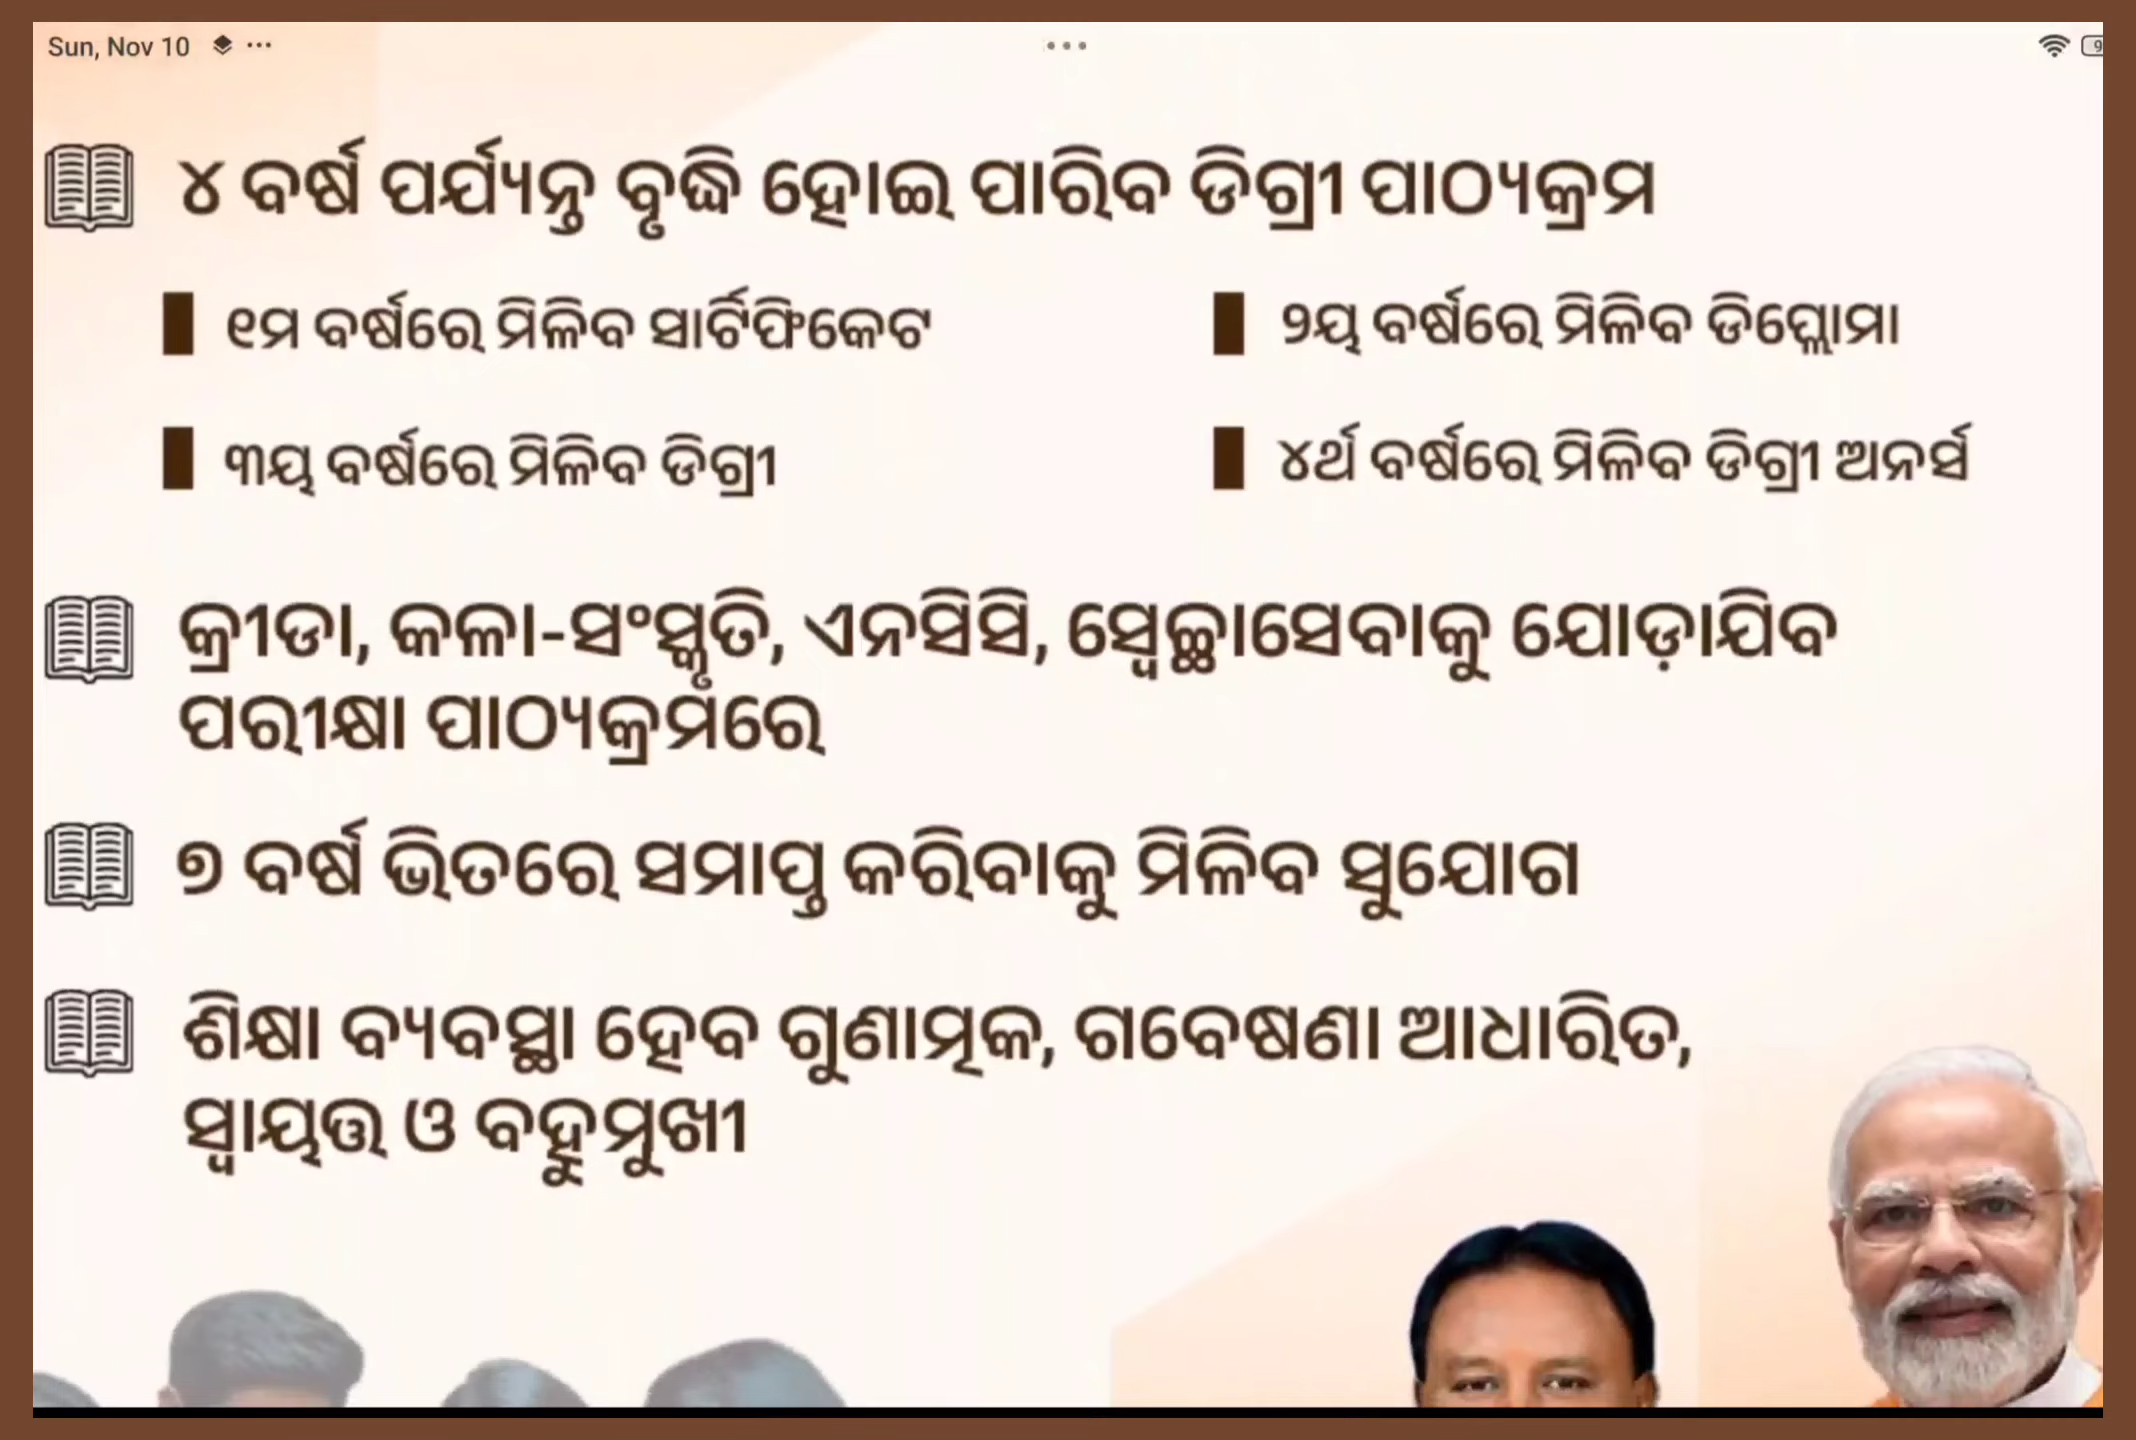 Sun, Nov 10
୪ ବର୍ଷ ପର୍ଯ୍ୟନ୍ତ ବୃଦ୍ଧି ହୋଇ ପାରିବ ଡିଗ୍ରୀ ପାଠ୍ୟକ୍ରମ
୧ମ ବର୍ଷରେ ମିଳିବ ସାର୍ଟିଫିକେଟ
୨ୟ ବର୍ଷରେ ମିଳିବ ଡିପ୍ଲୋମା
୩ୟ ବର୍ଷରେ ମିଳିବ ଡିଗ୍ରୀ
୪ର୍ଥ ବର୍ଷରେ ମିଳିବ ଡିଗ୍ରୀ ଅନର୍ସ
କ୍ରୀଡା, କଳା-ସଂସ୍କୃତି, ଏନସିସି, ସ୍ୱେଚ୍ଛାସେବାକୁ ଯୋଡ଼ାଯିବ
ପରୀକ୍ଷା ପାଠ୍ୟକ୍ରମରେ
୭ ବର୍ଷ ଭିତରେ ସମାପ୍ତ କରିବାକୁ ମିଳିବ ସୁଯୋଗ
ଶିକ୍ଷା ବ୍ୟବସ୍ଥା ହେବ ଗୁଣାତ୍ମକ, ଗବେଷଣା ଆଧାରିତ,
ସ୍ୱାୟତ୍ତ ଓ ବହୁମୁଖୀ